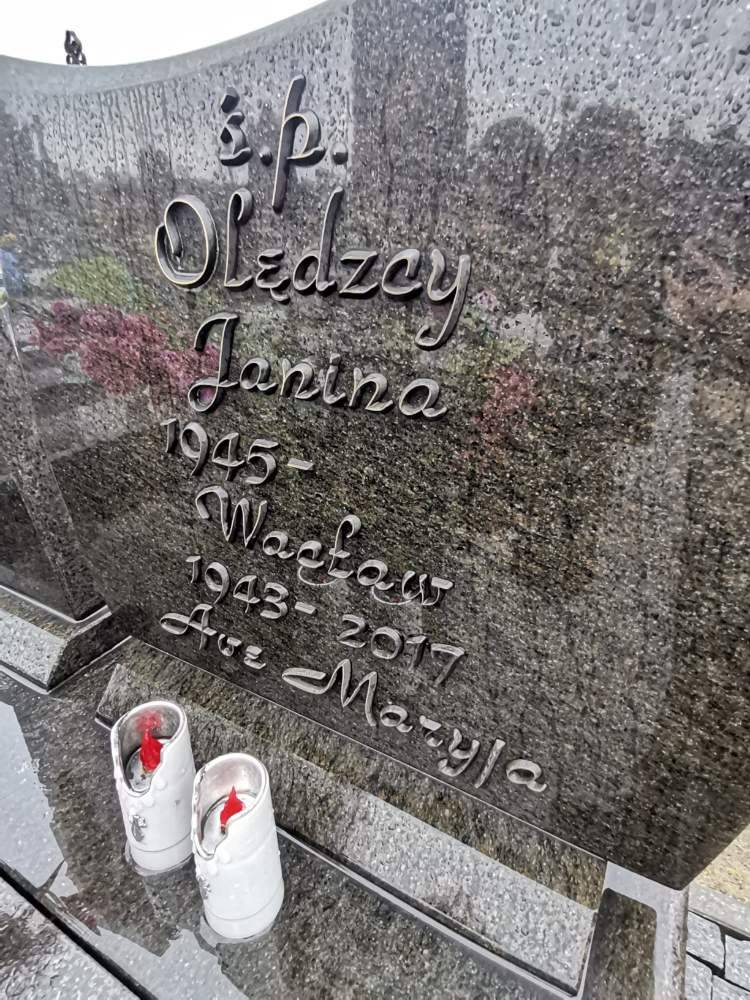 ś.p.
Olędzcy
Janina
1945-
Wacław
1943- 2017
Ave Maryja